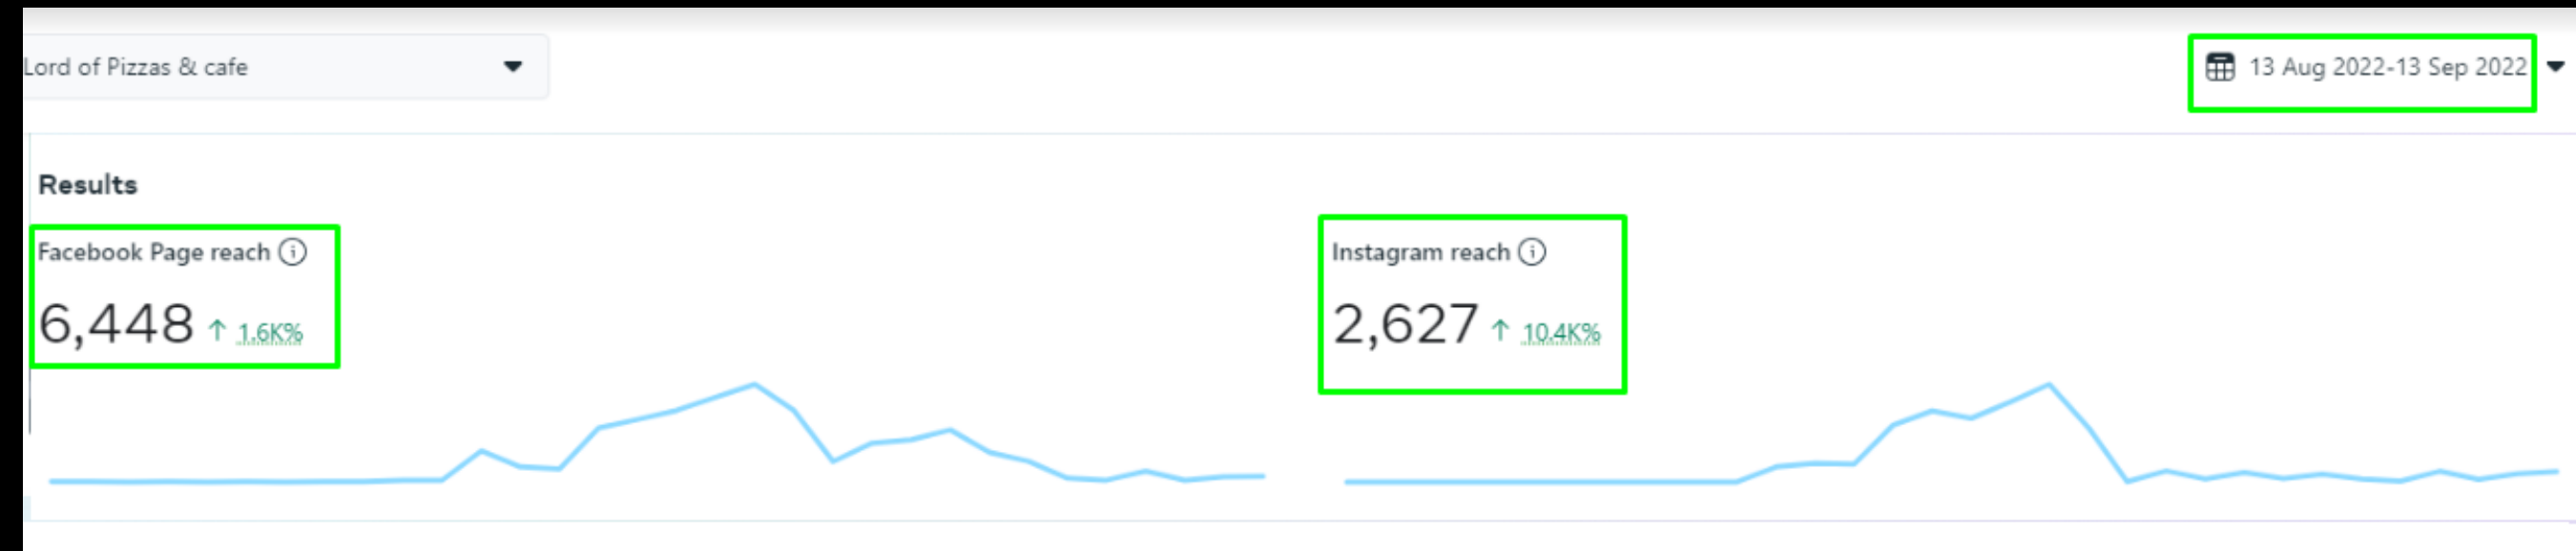 Lord of Pizzas & cafe
13 Aug 2022-13 Sep 2022
Results
Facebook Page reach
6,448 ↑ 1.6K%
Instagram reach
2,627 ↑ 10.4K%